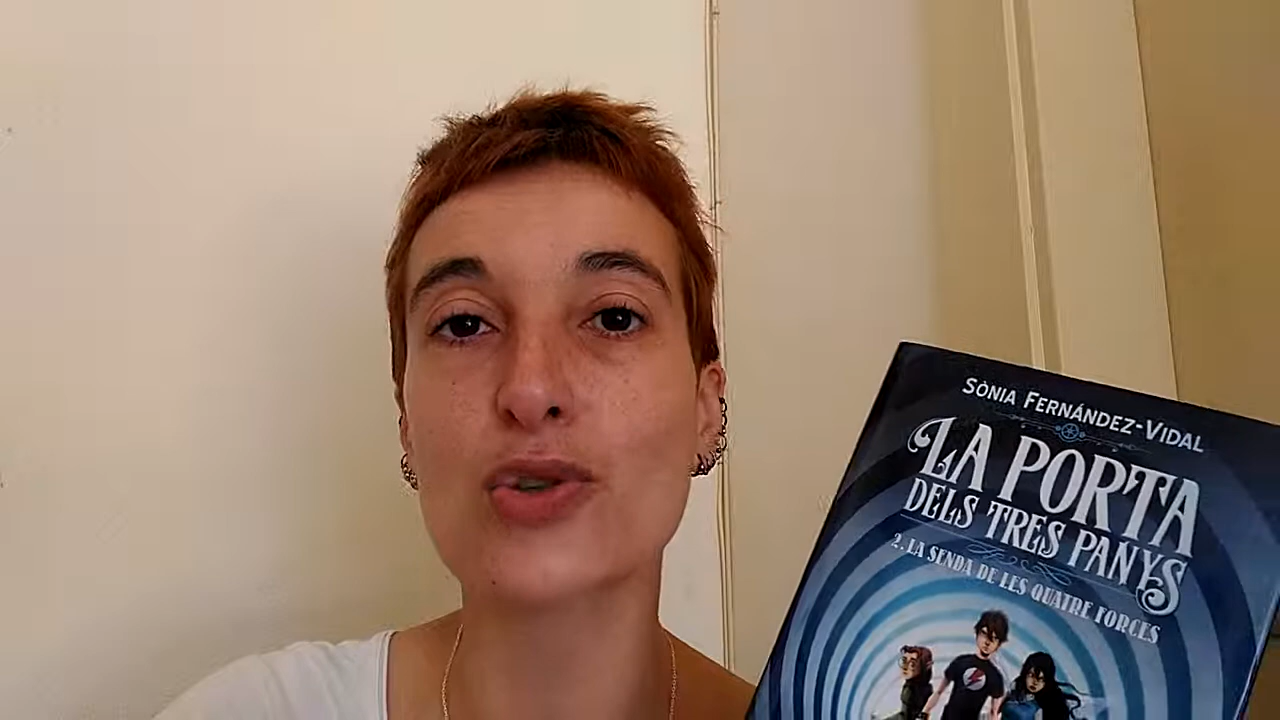 SÒNIA FERNÁNDEZ-VIDAL
LA PORTA
DELS TRES PANYS
2. LA SENDA DE LES QUATRE FORCES